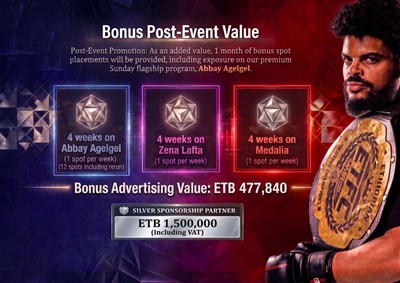 Bonus Post-Event Value
Post-Event Promotion: As an added value, 1 month of bonus spot
placements will be provided, including exposure on our premium
Sunday flagship program, Abbay Agelgel.
4 weeks on
Abbay Agelgel
(1 spot per week)
(12 spots including rerun)
4 weeks on
Zena Lafta
(1 spot per week)
4 weeks on
Medalia
(1 spot per week)
Bonus Advertising Value: ETB 477,840
SILVER SPONSORSHIP PARTNER
ETB 1,500,000
(Including VAT)